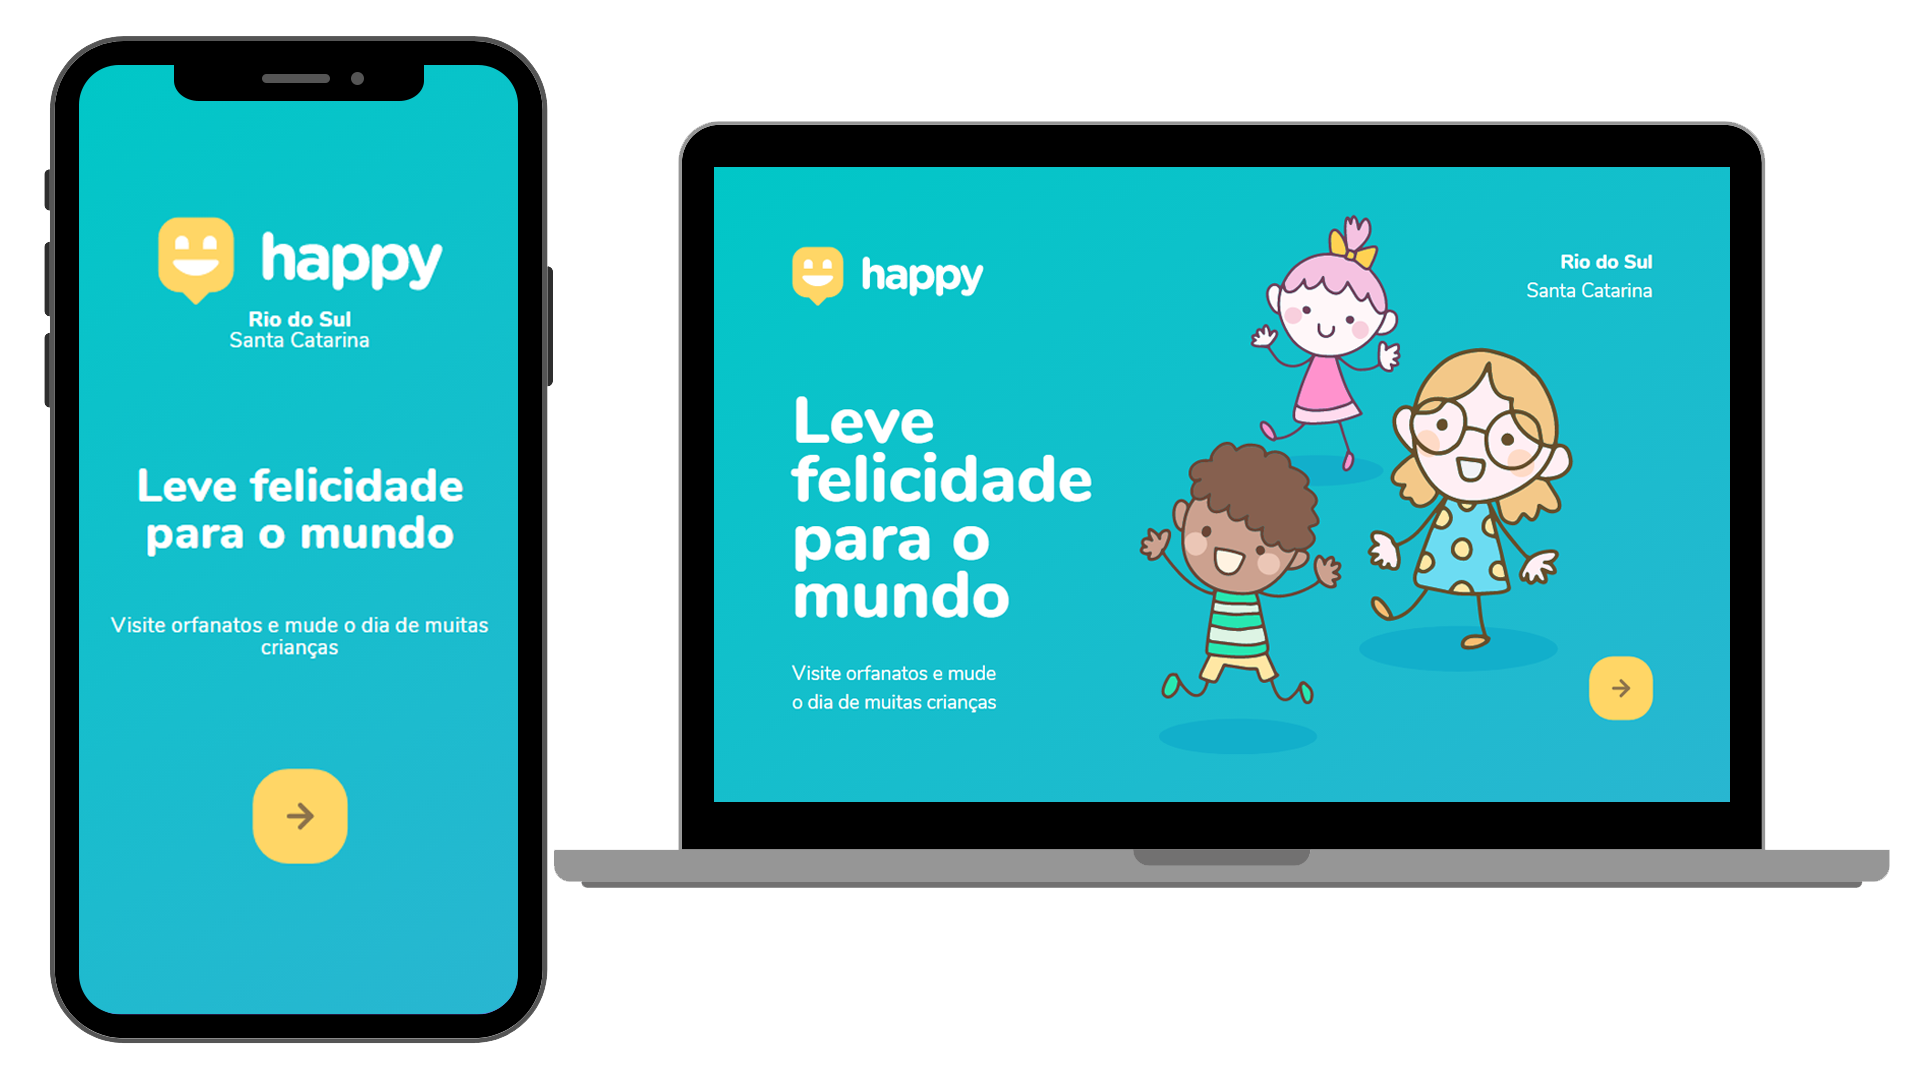 happy
Rio do Sul
Santa Catarina
Leve felicidade
para o mundo
Visite orfanatos e mude o dia de muitas
crianças
happy
Rio do Sul
Santa Catarina
Leve
felicidade
para o
mundo
Visite orfanatos e mude
o dia de muitas crianças